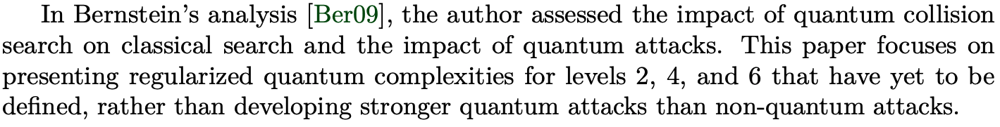 In Bernstein's analysis [Ber09], the author assessed the impact of quantum collision
search on classical search and the impact of quantum attacks. This paper focuses on
presenting regularized quantum complexities for levels 2, 4, and 6 that have yet to be
defined, rather than developing stronger quantum attacks than non-quantum attacks.